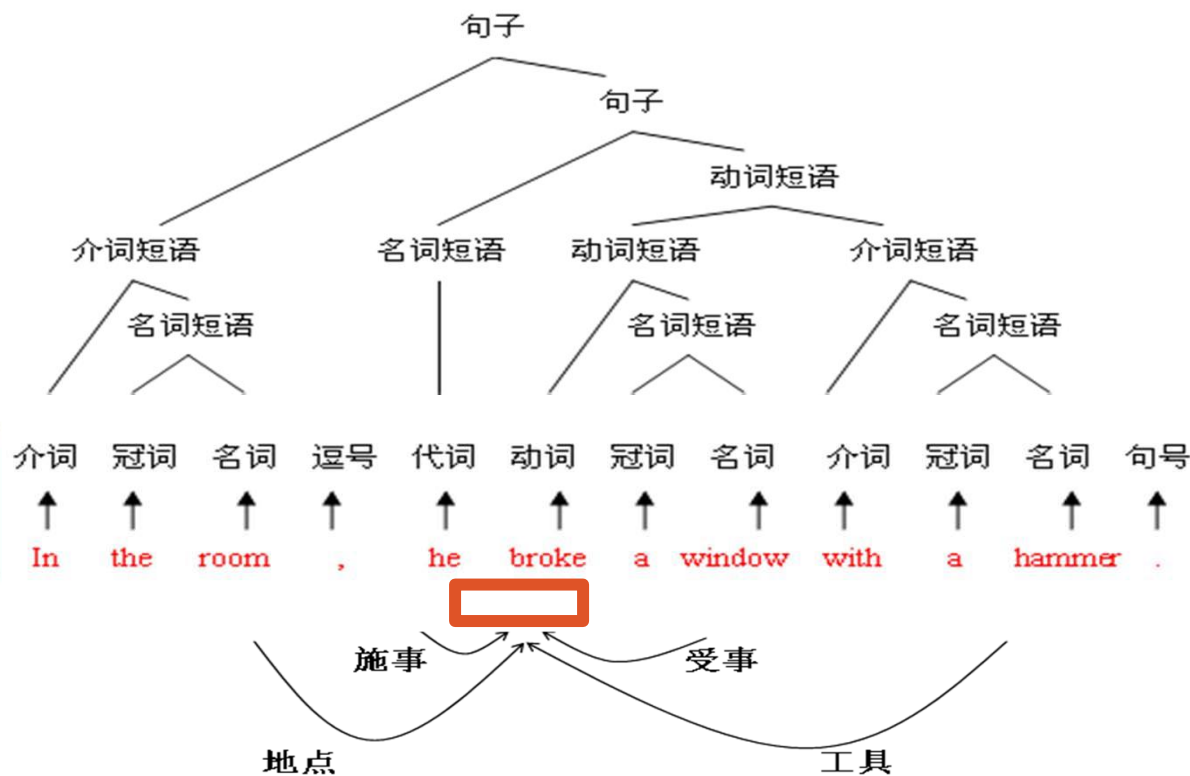 句子
句子
动词短语
介词短语 名词短语 动词短语 介词短语
名词短语 名词短语 名词短语
介词 冠词 名词 逗号 代词 动词 冠词 名词 介词 冠词 名词 句号
In the room , he broke a window with a hammer .
施事 受事
地点 工具